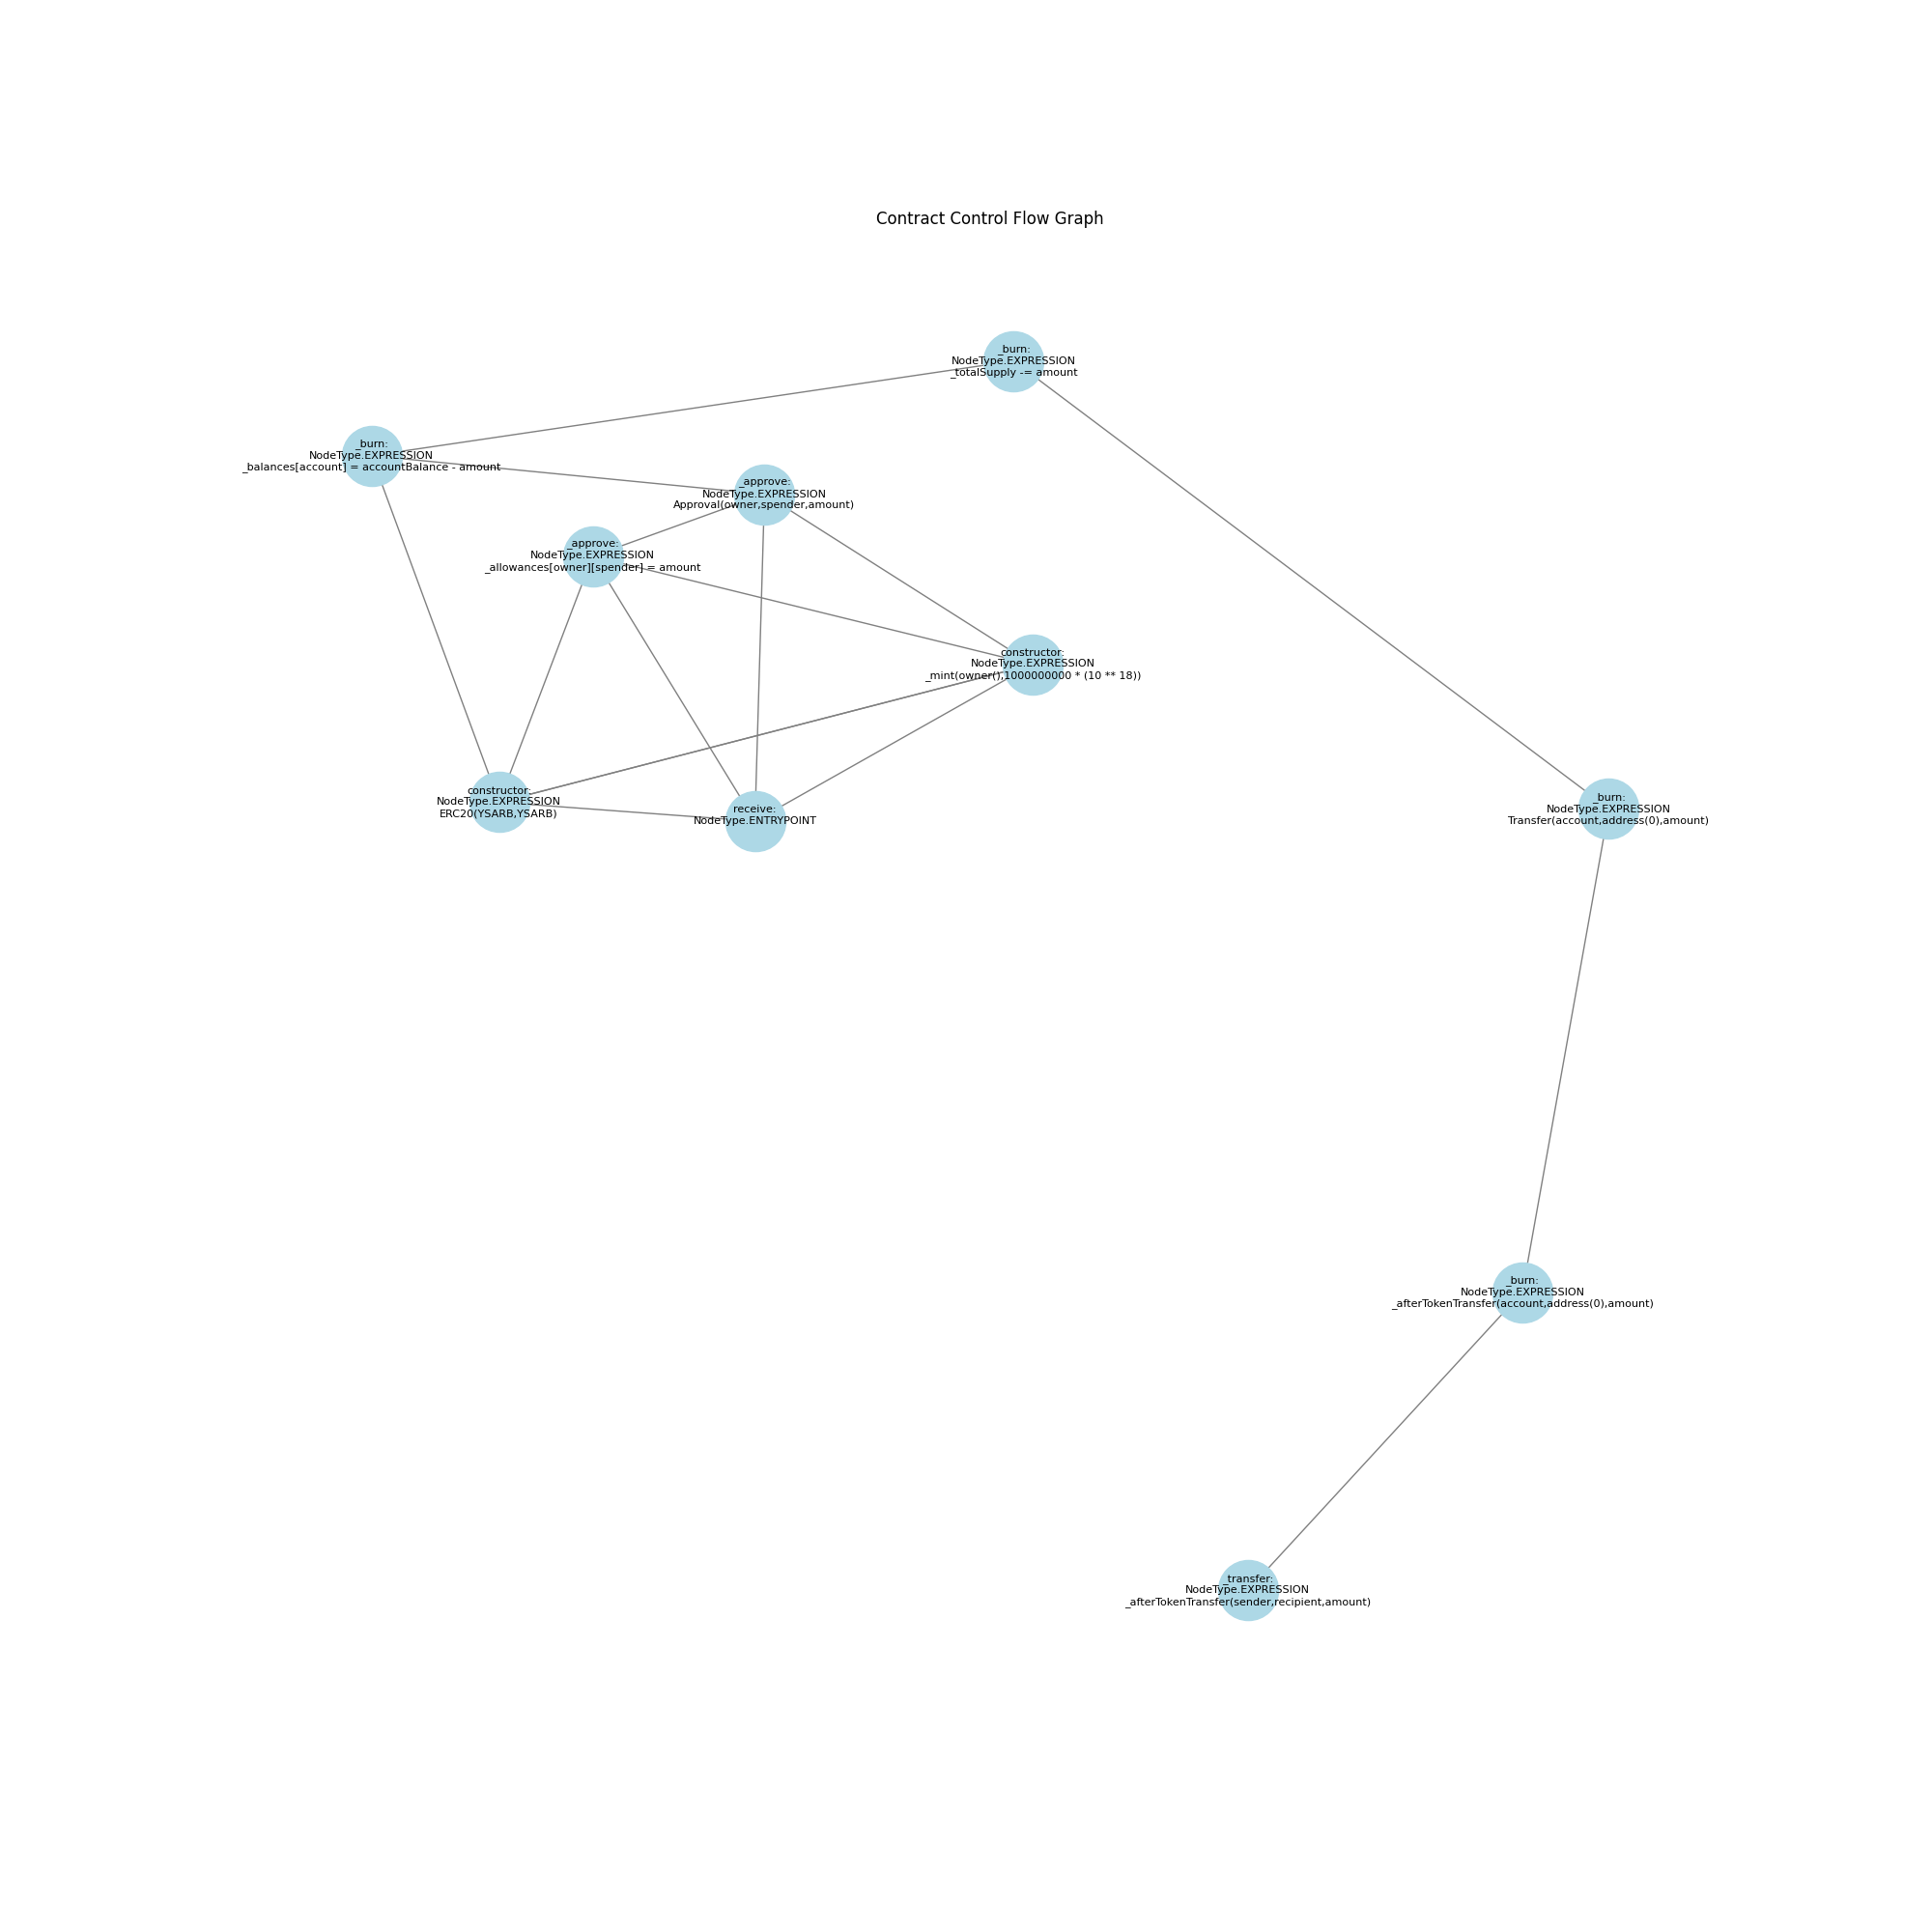 Contract Control Flow Graph
_burn:
NodeType.EXPRESSION
_totalSupply -= amount
_burn:
NodeType.EXPRESSION
_balances[account] = accountBalance - amount
_approve:
NodeType.EXPRESSION
Approval(owner,spender,amount)
_approve:
NodeType.EXPRESSION
_allowances[owner][spender] = amount
constructor:
NodeType.EXPRESSION
_mint(owner(),1000000000 * (10 ** 18))
constructor:
NodeType.EXPRESSION
ERC20(YSARB,YSARB)
receive:
NodeType.ENTRYPOINT
_burn:
NodeType.EXPRESSION
Transfer(account,address(0),amount)
_burn:
NodeType.EXPRESSION
_afterTokenTransfer(account,address(0),amount)
_transfer:
NodeType.EXPRESSION
_afterTokenTransfer(sender,recipient,amount)